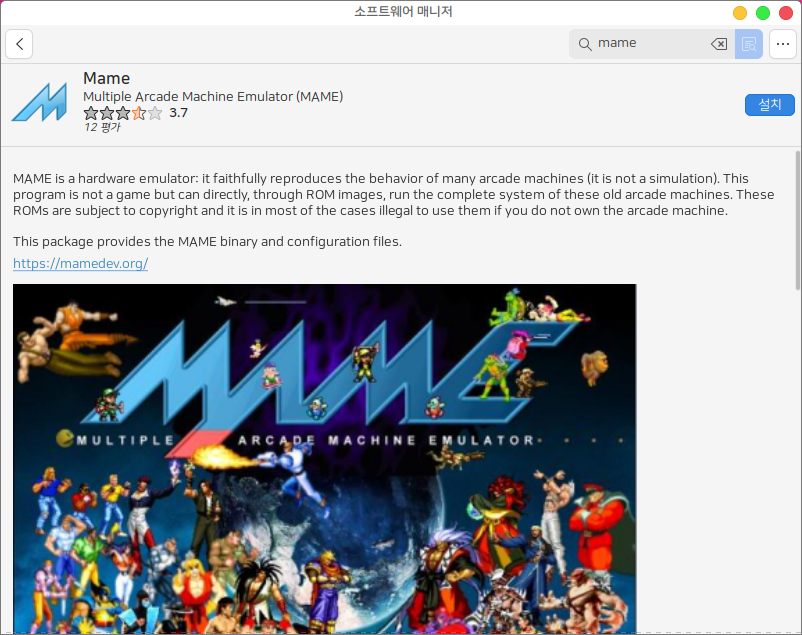 소프트웨어 매니저
mame
Mame
Multiple Arcade Machine Emulator (MAME)
3.7
12 평가
설치
MAME is a hardware emulator: it faithfully reproduces the behavior of many arcade machines (it is not a simulation). This
program is not a game but can directly, through ROM images, run the complete system of these old arcade machines. These
ROMs are subject to copyright and it is in most of the cases illegal to use them if you do not own the arcade machine.
This package provides the MAME binary and configuration files.
https://mamedev.org/
MAME
MULTIPLE ARCADE MACHINE EMULATOR